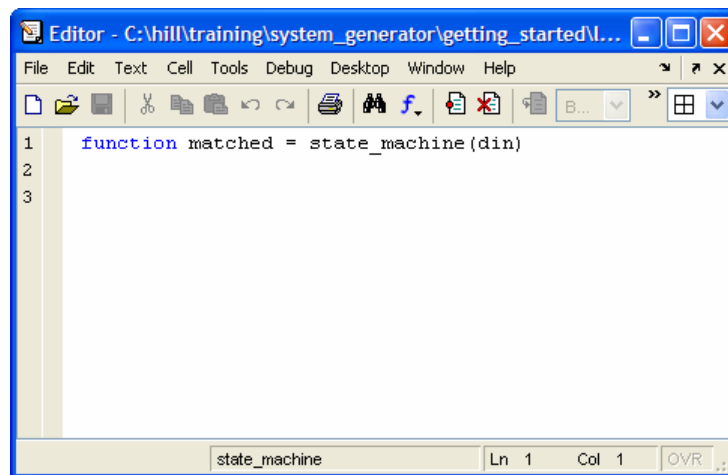 Editor - C:\hill\training\system_generator\getting_started\l...
File Edit Text Cell Tools Debug Desktop Window Help
B...
1 function matched = state_machine(din)
2
3
state_machine Ln 1 Col 1 OVR